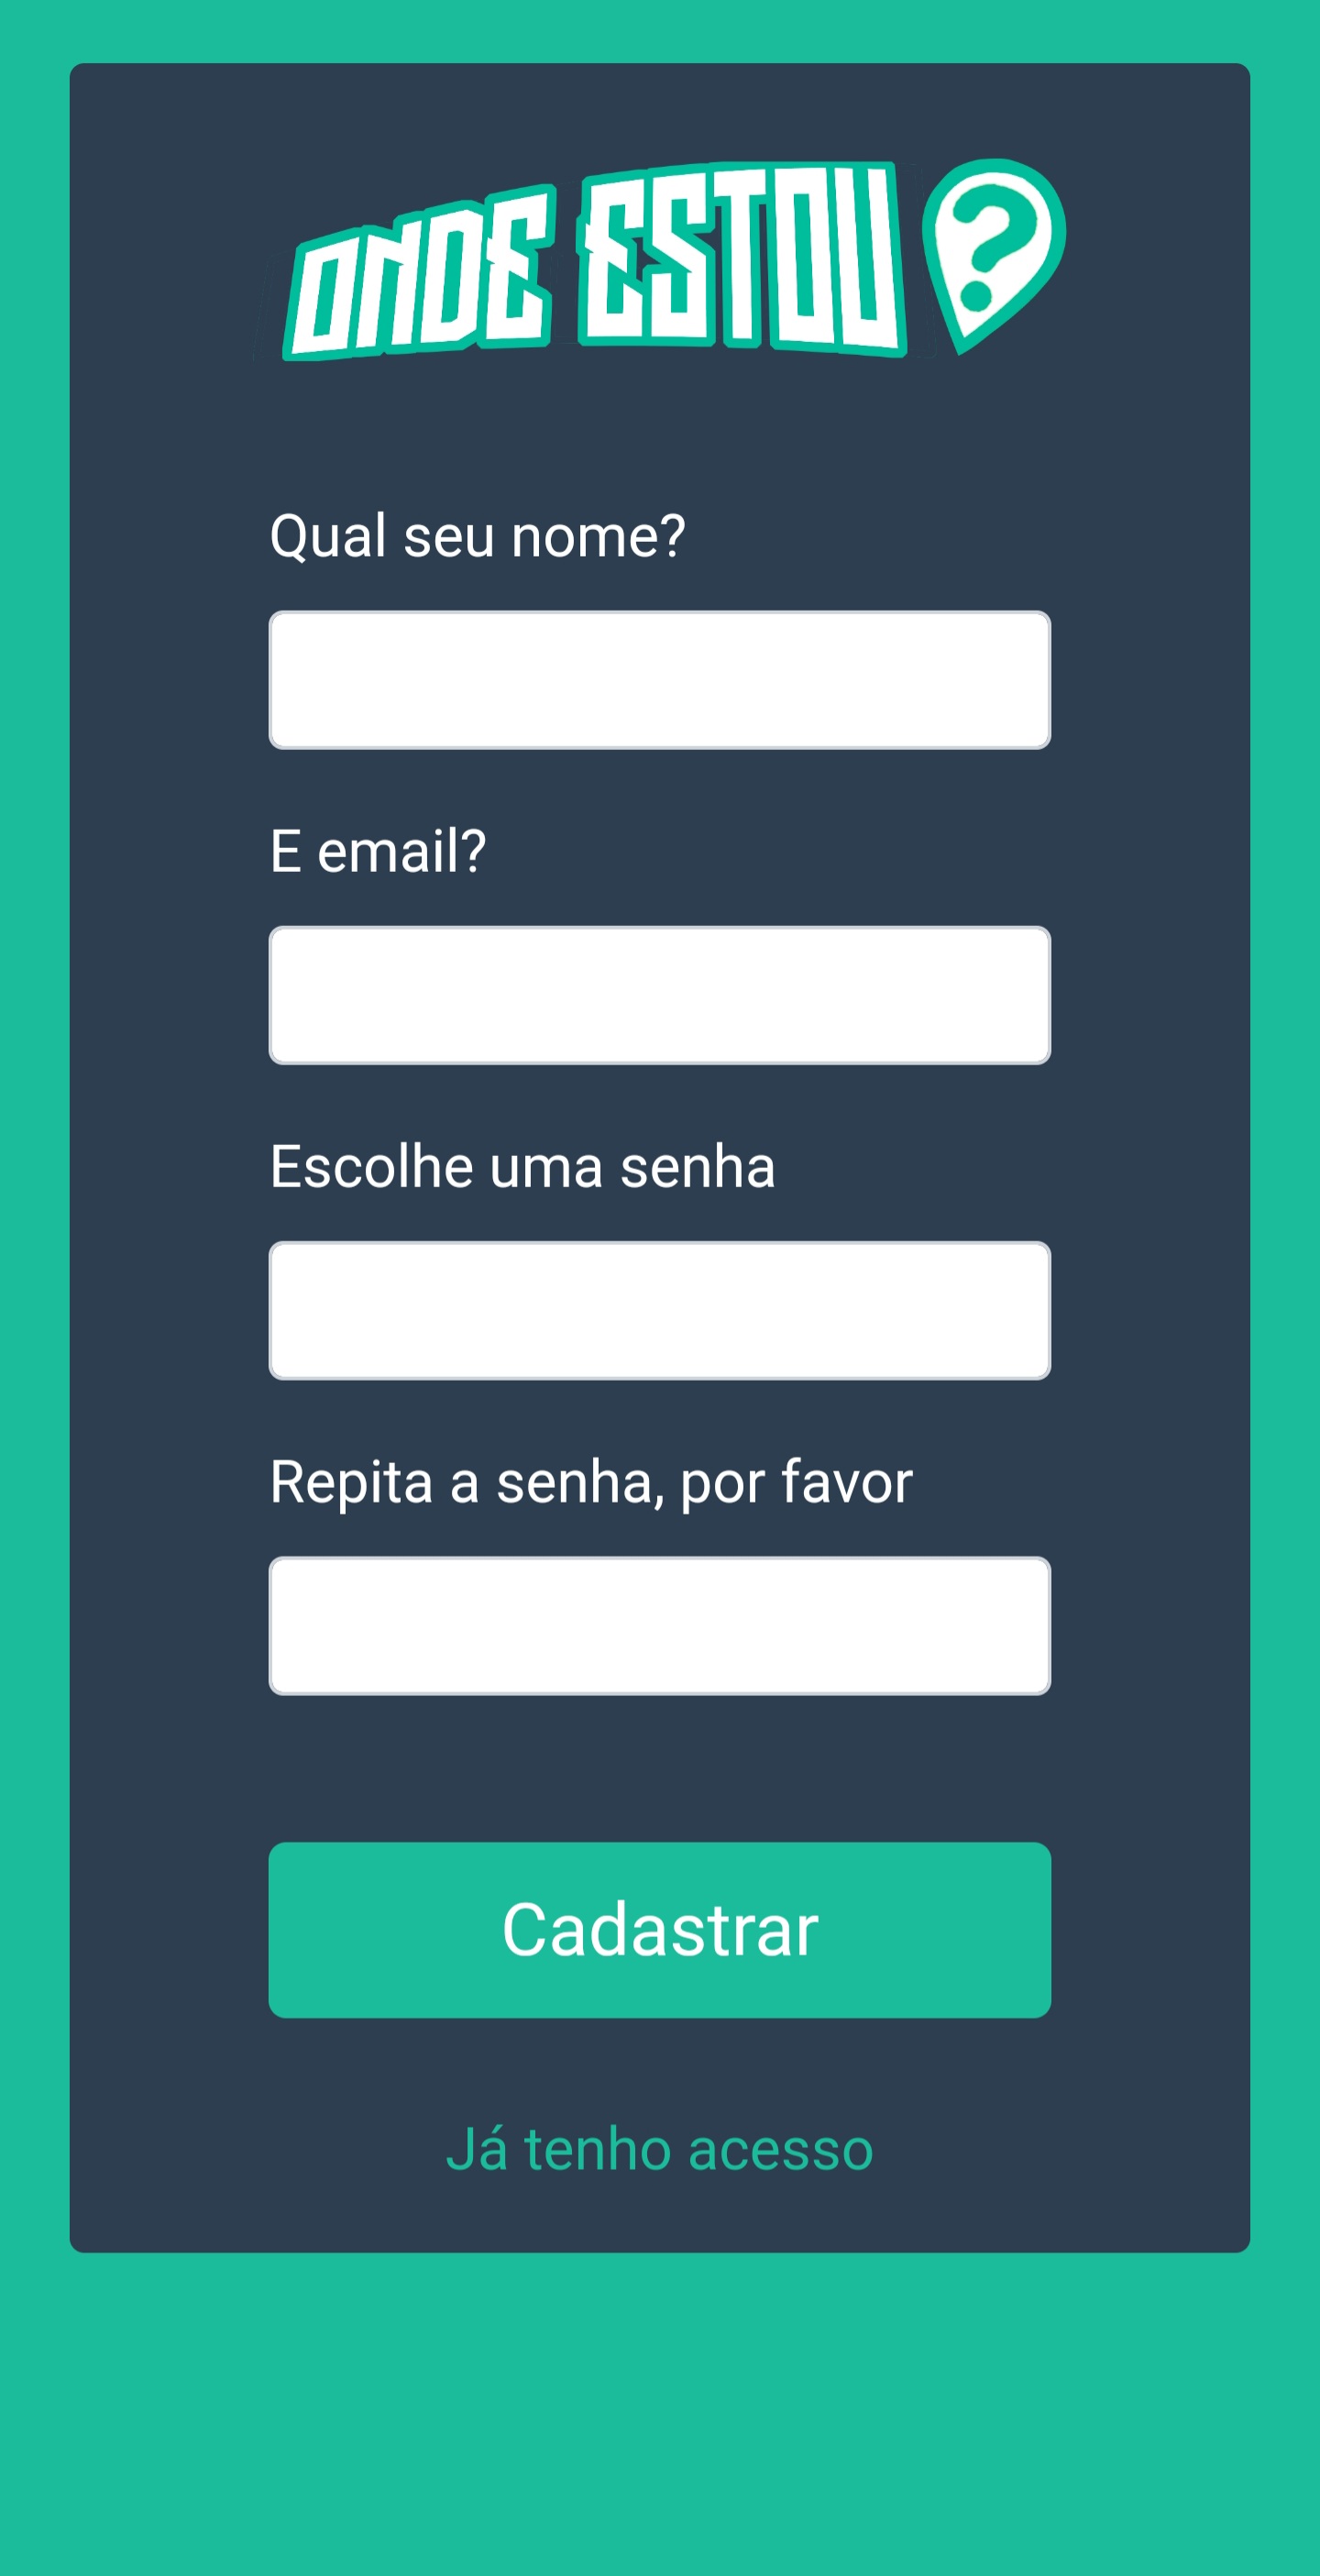 ONDE ESTOU ?
Qual seu nome?
E email?
Escolhe uma senha
Repita a senha, por favor
Cadastrar
Já tenho acesso